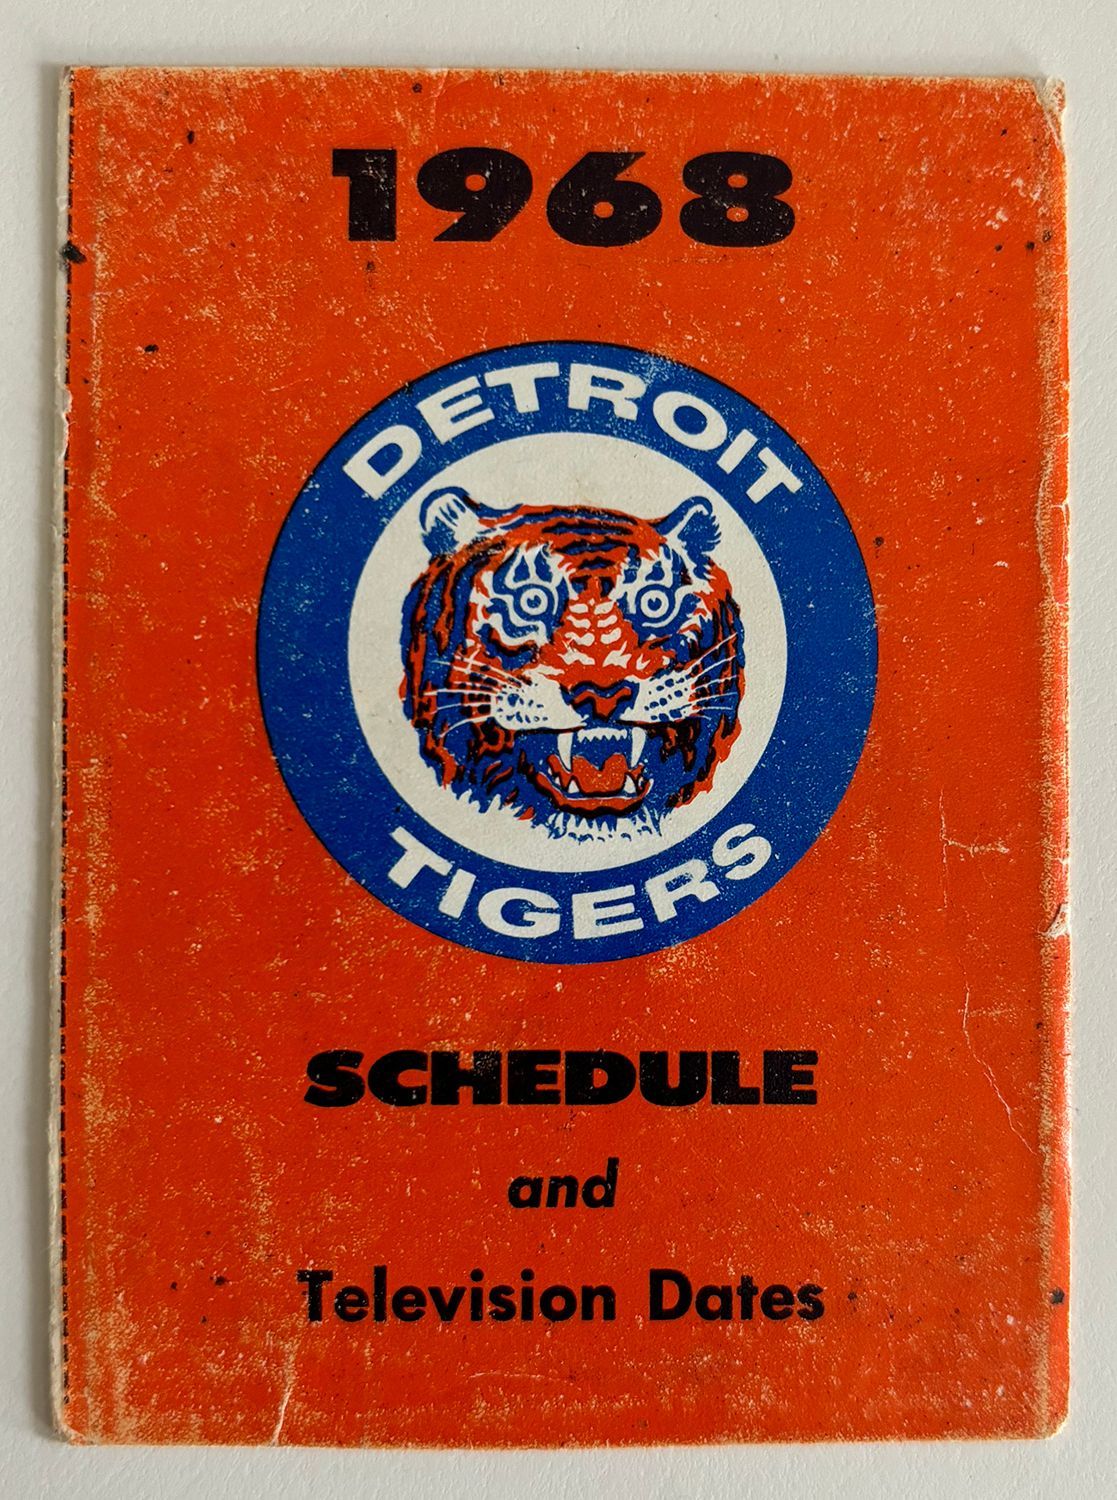 1968
DETROIT
TIGERS
SCHEDULE
and
Television Dates